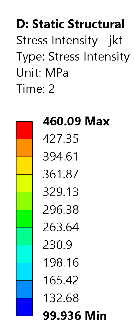 D: Static Structural
Stress Intensity - jkt
Type: Stress Intensity
Unit: MPa
Time: 2
460.09 Max
427.35
394.61
361.87
329.13
296.38
263.64
230.9
198.16
165.42
132.68
99.936 Min